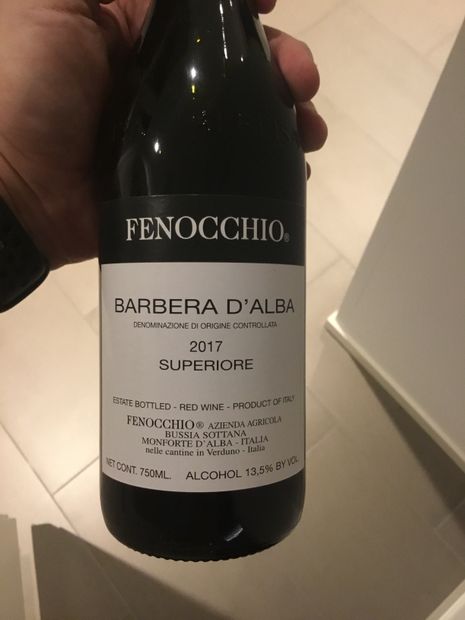 FENOCCHIO®
BARBERA D'ALBA
DENOMINAZIONE DI ORIGINE CONTROLLATA
2017
SUPERIORE
ESTATE BOTTLED - RED WINE - PRODUCT OF ITALY
FENOCCHIO® AZIENDA AGRICOLA
BUSSIA SOTTANA
MONFORTE D'ALBA - ITALIA
nelle cantine in Verduno - Italia
NET CONT. 750ML. ALCOHOL 13,5% BY VOL.